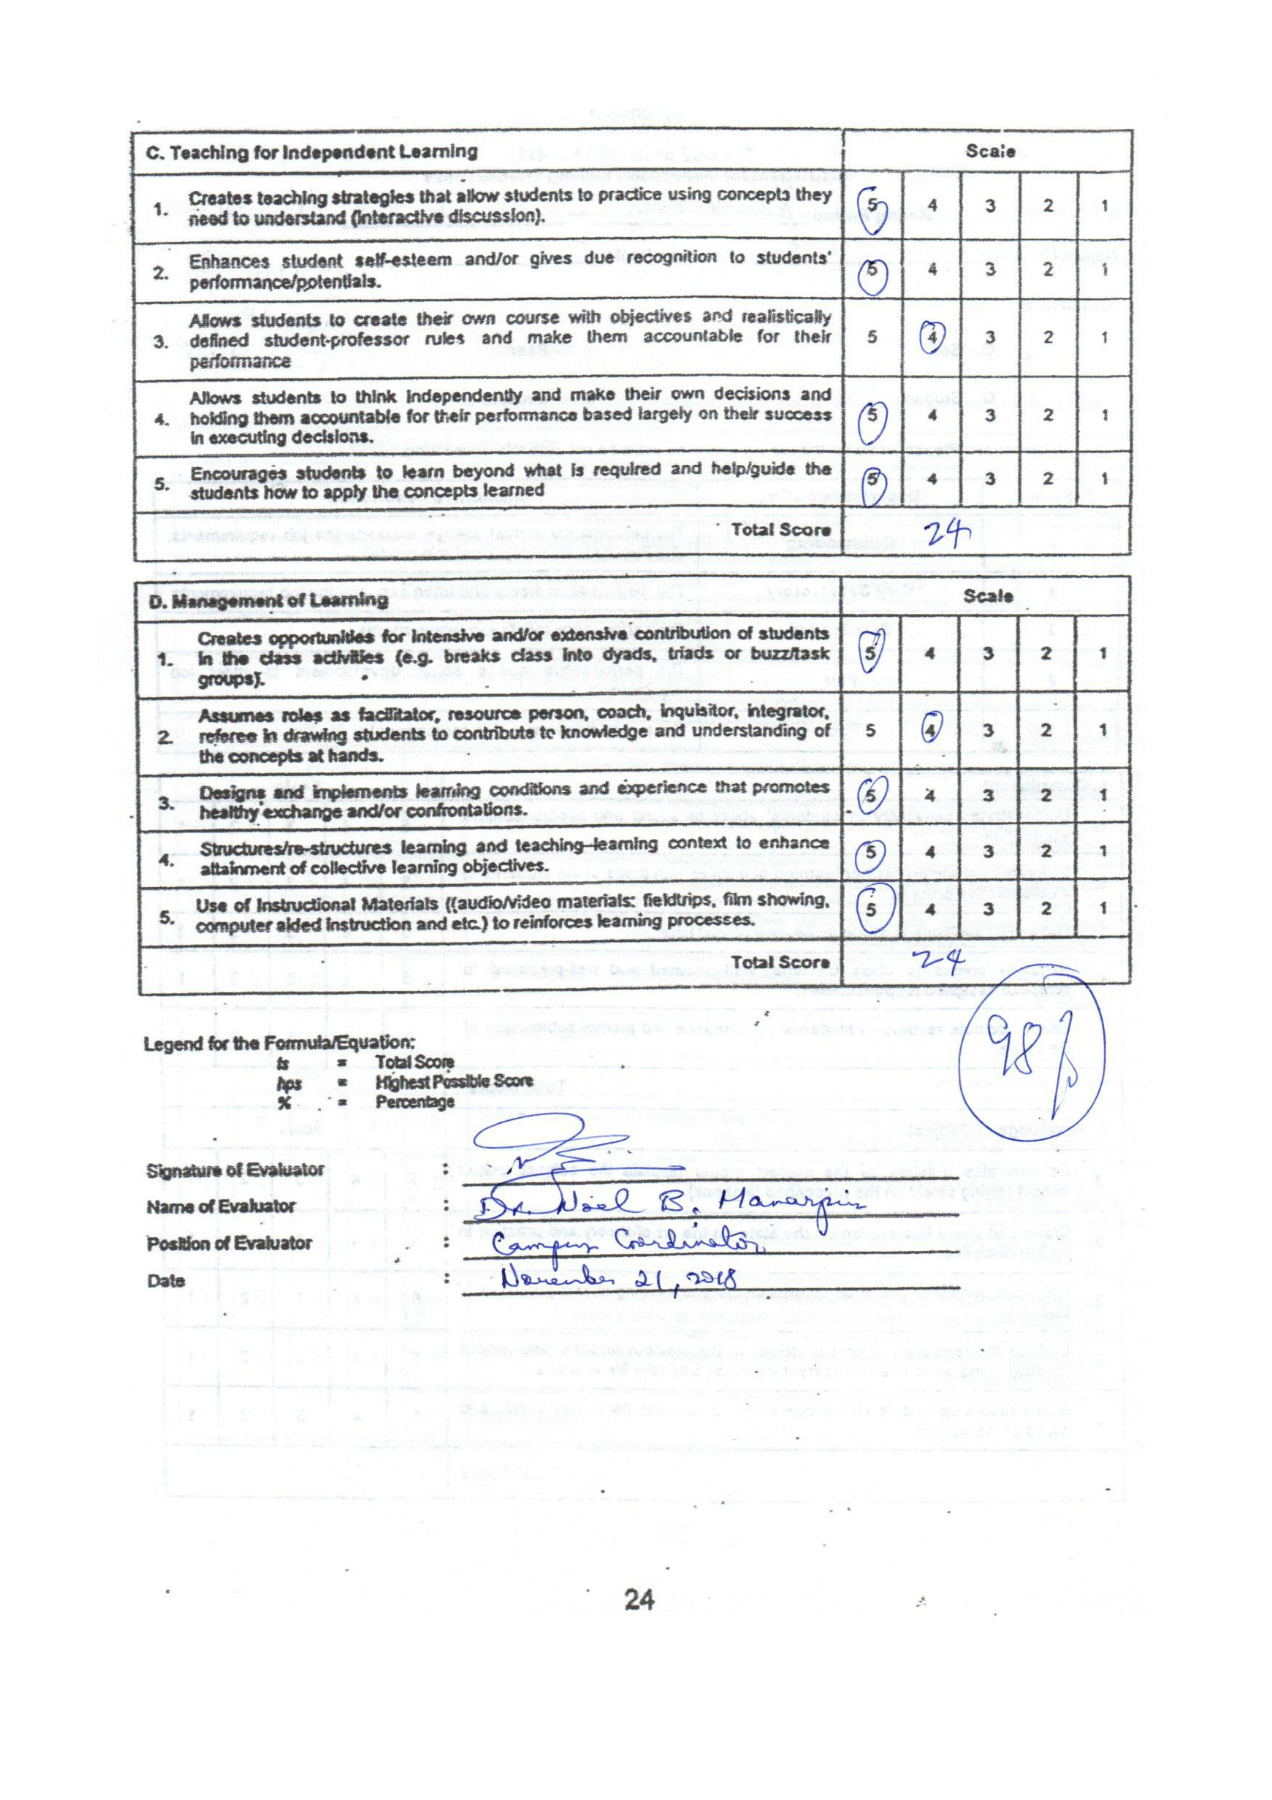 C. Teaching for Independent Learning Scale
1. Creates teaching strategies that allow students to practice using concepts they 5 4 3 2 1
need to understand (interactive discussion).
2. Enhances student self-esteem and/or gives due recognition to students' 5 4 3 2 1
performance/potentials.
Allows students to create their own course with objectives and realistically
3. defined student-professor rules and make them accountable for their 5 4 3 2 1
performance
Allows students to think independently and make their own decisions and
4. holding them accountable for their performance based largely on their success 5 4 3 2 1
in executing decisions.
5. Encourages students to learn beyond what is required and help/guide the 5 4 3 2 1
students how to apply the concepts learned
Total Score 24
D. Management of Learning Scale
Creates opportunities for intensive and/or extensive contribution of students
1. in the class activities (e.g. breaks class into dyads, triads or buzz/task 5 4 3 2 1
groups).
Assumes roles as facilitator, resource person, coach, inquisitor, integrator,
2. referee in drawing students to contribute to knowledge and understanding of 5 4 3 2 1
the concepts at hands.
3. Designs and implements learning conditions and experience that promotes 5 4 3 2 1
healthy exchange and/or confrontations.
4. Structures/re-structures learning and teaching-learning context to enhance 5 4 3 2 1
attainment of collective learning objectives.
5. Use of Instructional Materials ((audio/video materials: fieldtrips, film showing, 5 4 3 2 1
computer aided instruction and etc.) to reinforces learning processes.
Total Score 24
98
Legend for the Formula/Equation:
ts = Total Score
hps = Highest Possible Score
% = Percentage
Signature of Evaluator :
Name of Evaluator : Dr. Noel B. Manarpiis
Position of Evaluator : Campus Coordinator
Date : November 21, 2018
24